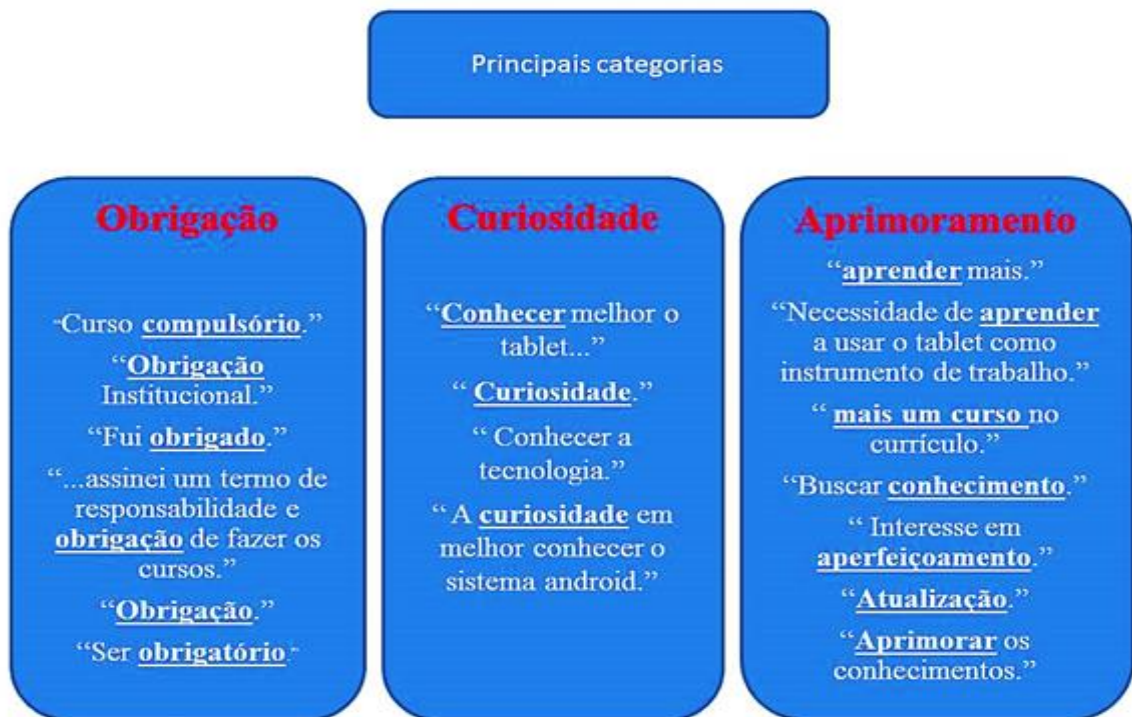 Principais categorias
Obrigação
“Curso compulsório.”
“Obrigação
Institucional.”
“Fui obrigado.”
“...assinei um termo de
responsabilidade e
obrigação de fazer os
cursos.”
“Obrigação.”
“Ser obrigatório.”
Curiosidade
“Conhecer melhor o
tablet...”
“ Curiosidade.”
“ Conhecer a
tecnologia.”
“ A curiosidade em
melhor conhecer o
sistema android.”
Aprimoramento
“aprender mais.”
“Necessidade de aprender
a usar o tablet como
instrumento de trabalho.”
“ mais um curso no
currículo.”
“Buscar conhecimento.”
“ Interesse em
aperfeiçoamento.”
“Atualização.”
“Aprimorar os
conhecimentos.”